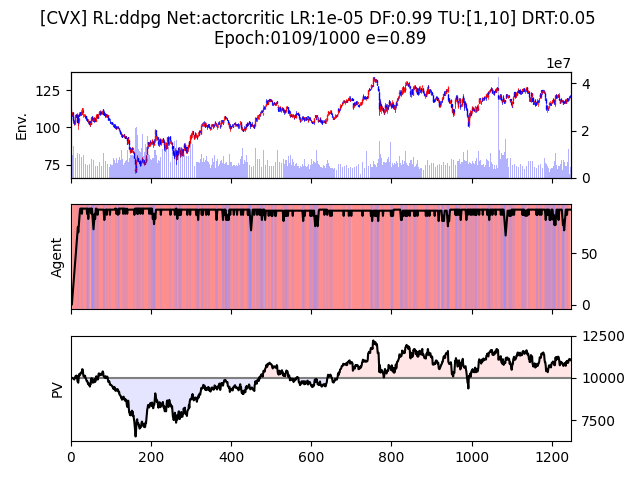 [CVX] RL:ddpg Net:actorcritic LR:1e-05 DF:0.99 TU:[1,10] DRT:0.05
Epoch:0109/1000 e=0.89
1e7
125
100
75
Env.
4
2
0
Agent
50
0
PV
12500
10000
7500
0 200 400 600 800 1000 1200